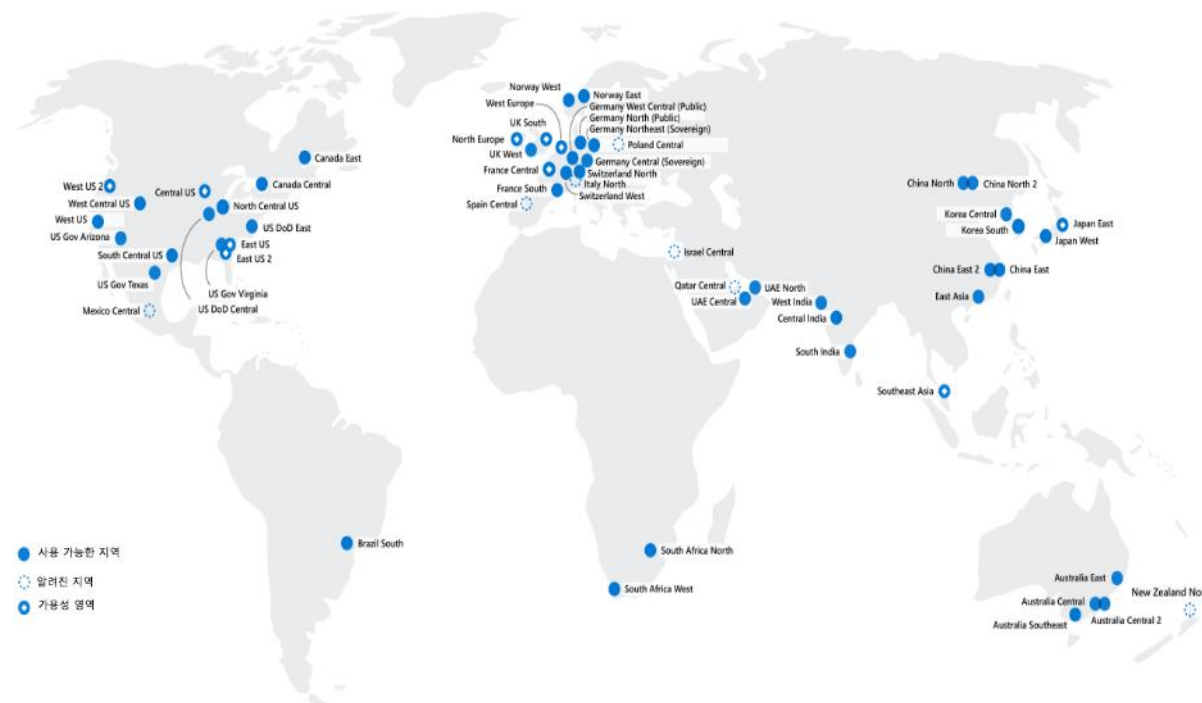 Canada East
Canada Central
West US 2
Central US
West Central US
North Central US
West US
US DoD East
US Gov Arizona
East US
South Central US
East US 2
US Gov Texas
US Gov Virginia
Mexico Central
US DoD Central
Norway West
Norway East
West Europe
Germany West Central (Public)
Germany North (Public)
UK South
Germany Northeast (Sovereign)
North Europe
Poland Central
UK West
Germany Central (Sovereign)
France Central
Switzerland North
Italy North
France South
Switzerland West
Spain Central
Israel Central
Qatar Central
UAE North
UAE Central
West India
Central India
South India
China North
China North 2
Korea Central
Japan East
Korea South
Japan West
China East 2
China East
East Asia
Southeast Asia
Brazil South
South Africa North
South Africa West
Australia East
New Zealand No
Australia Central
Australia Central 2
Australia Southeast
사용 가능한 지역
알려진 지역
가용성 영역